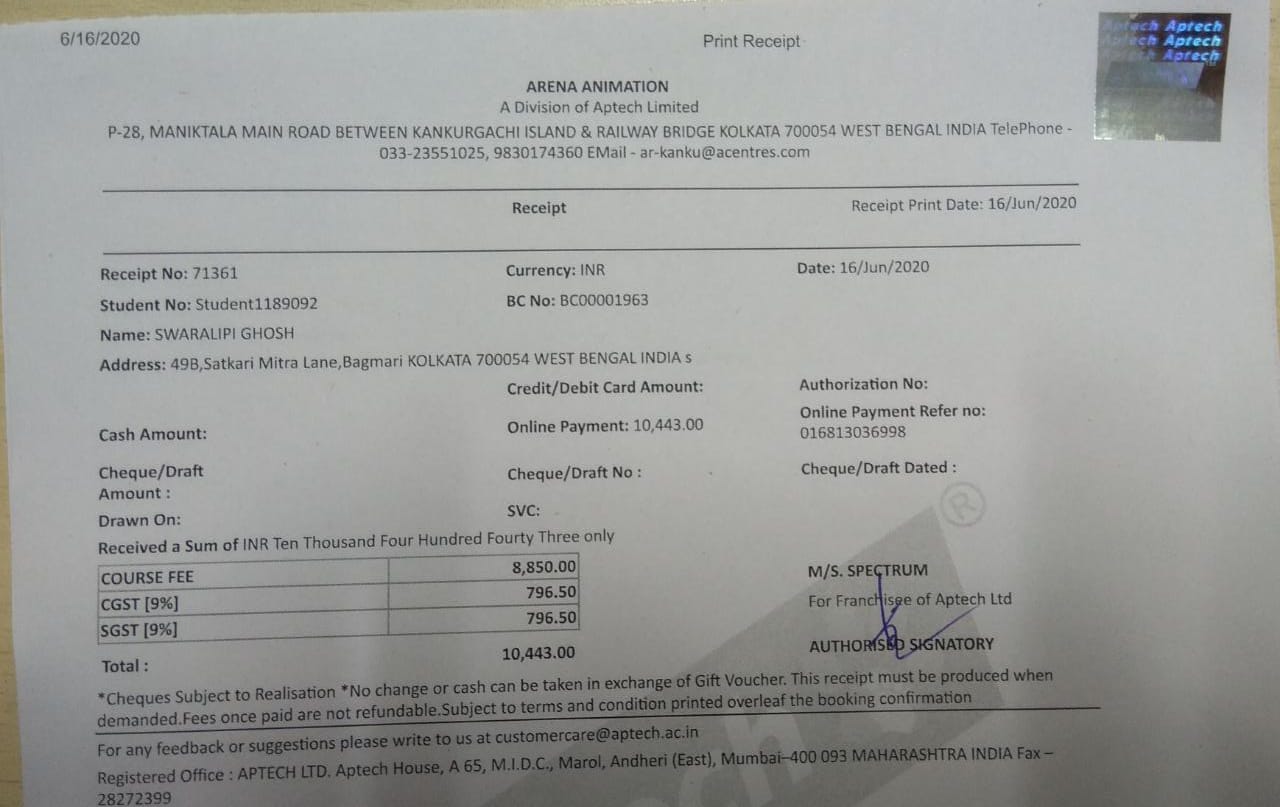 6/16/2020 Print Receipt
Aptech Aptech
Aptech Aptech
Aptech
ARENA ANIMATION
A Division of Aptech Limited
P-28, MANIKTALA MAIN ROAD BETWEEN KANKURGACHI ISLAND & RAILWAY BRIDGE KOLKATA 700054 WEST BENGAL INDIA TelePhone -
033-23551025, 9830174360 EMail - ar-kanku@acentres.com
Receipt Receipt Print Date: 16/Jun/2020
Receipt No: 71361 Currency: INR Date: 16/Jun/2020
Student No: Student1189092 BC No: BC00001963
Name: SWARALIPI GHOSH
Address: 49B,Satkari Mitra Lane,Bagmari KOLKATA 700054 WEST BENGAL INDIA s
Credit/Debit Card Amount: Authorization No:
Cash Amount: Online Payment: 10,443.00 Online Payment Refer no:
016813036998
Cheque/Draft Cheque/Draft No : Cheque/Draft Dated :
Amount :
Drawn On: SVC:
Received a Sum of INR Ten Thousand Four Hundred Fourty Three only
COURSE FEE 8,850.00
CGST [9%] 796.50
SGST [9%] 796.50
Total : 10,443.00
M/S. SPECTRUM
For Franchisee of Aptech Ltd
AUTHORISED SIGNATORY
*Cheques Subject to Realisation *No change or cash can be taken in exchange of Gift Voucher. This receipt must be produced when
demanded.Fees once paid are not refundable.Subject to terms and condition printed overleaf the booking confirmation
For any feedback or suggestions please write to us at customercare@aptech.ac.in
Registered Office : APTECH LTD. Aptech House, A 65, M.I.D.C., Marol, Andheri (East), Mumbai–400 093 MAHARASHTRA INDIA Fax –
28272399